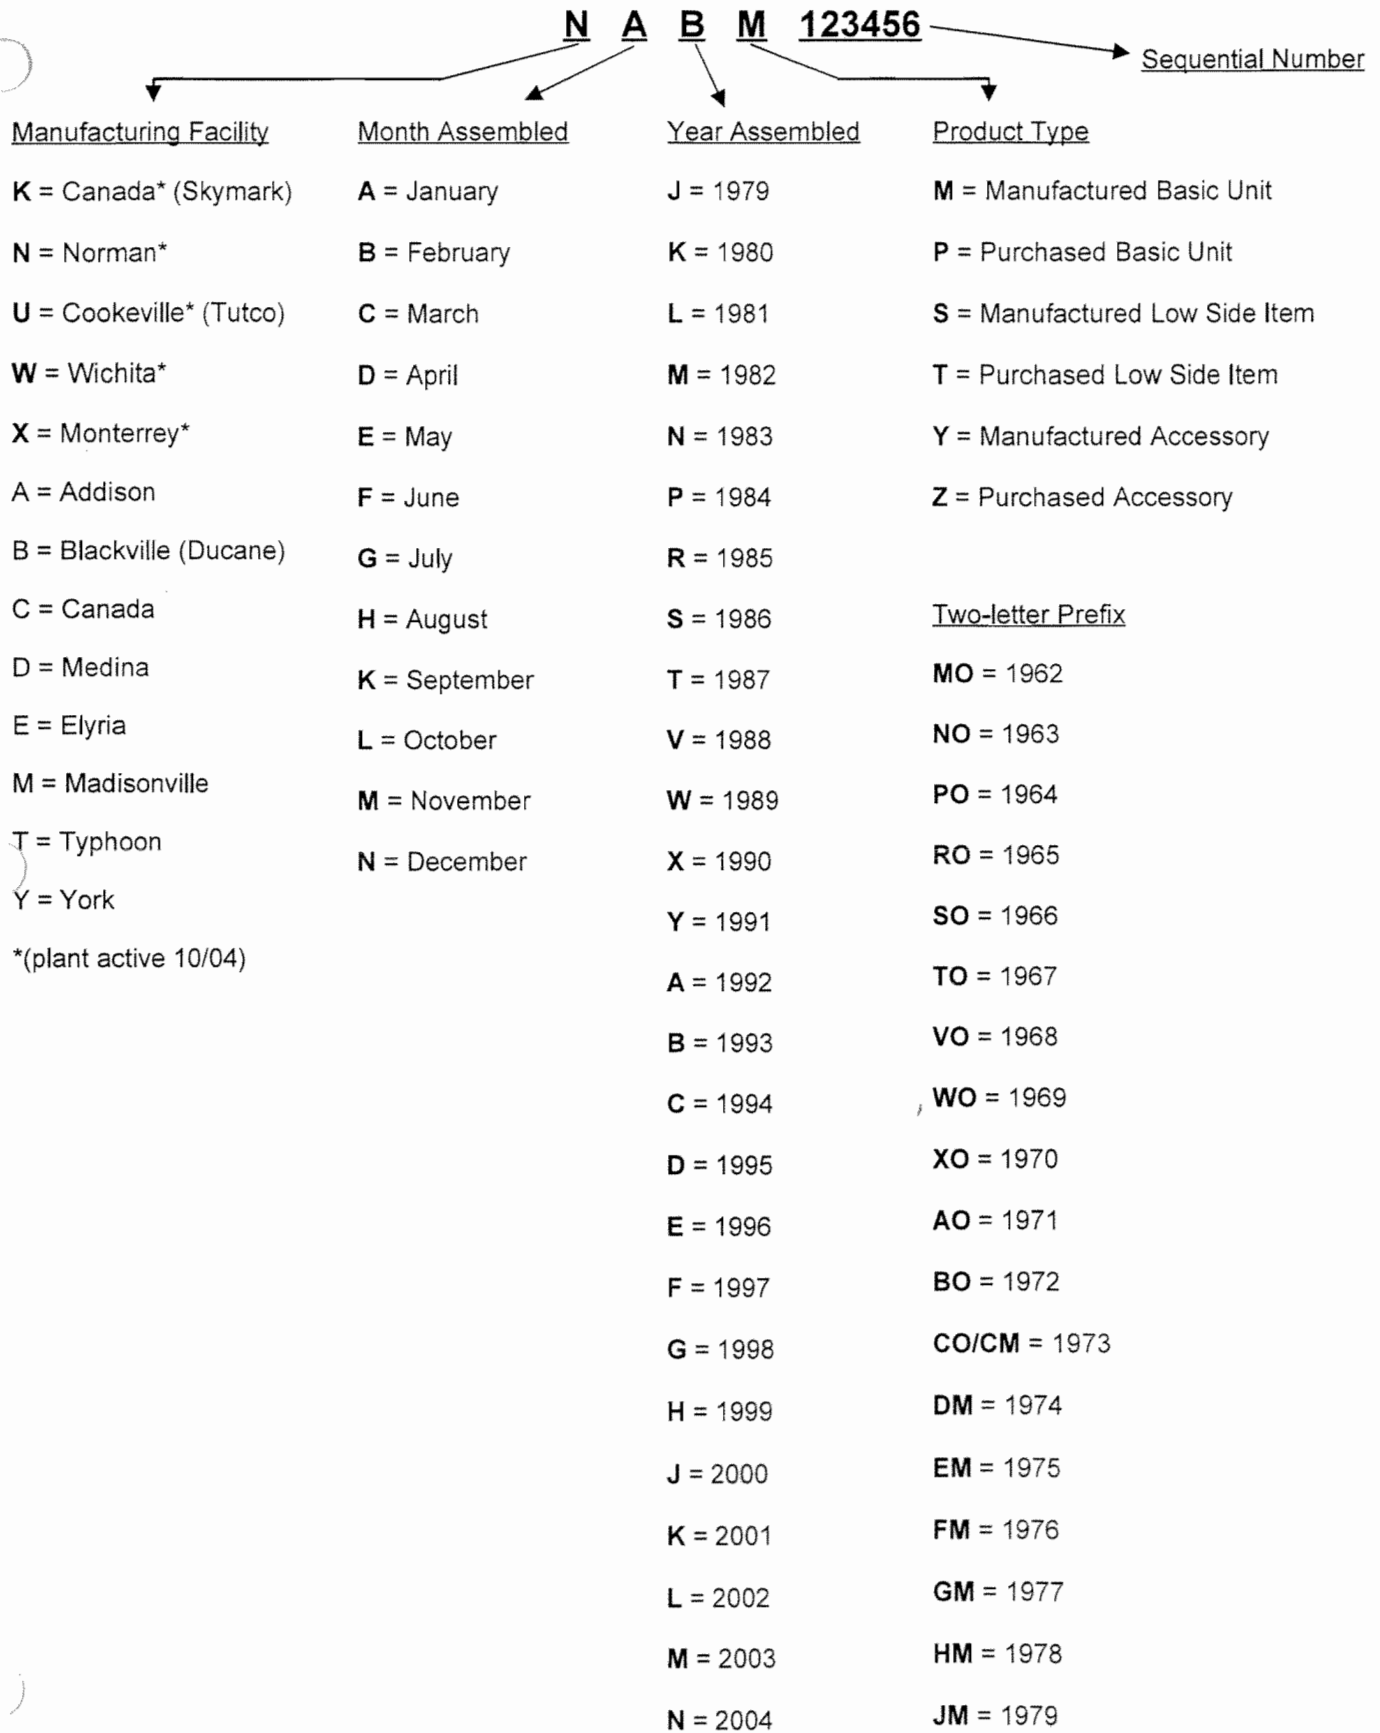 N A B M 123456
Sequential Number
Manufacturing Facility
K = Canada* (Skymark)
N = Norman*
U = Cookeville* (Tutco)
W = Wichita*
X = Monterrey*
A = Addison
B = Blackville (Ducane)
C = Canada
D = Medina
E = Elyria
M = Madisonville
T = Typhoon
Y = York
*(plant active 10/04)
Month Assembled
A = January
B = February
C = March
D = April
E = May
F = June
G = July
H = August
K = September
L = October
M = November
N = December
Year Assembled
J = 1979
K = 1980
L = 1981
M = 1982
N = 1983
P = 1984
R = 1985
S = 1986
T = 1987
V = 1988
W = 1989
X = 1990
Y = 1991
A = 1992
B = 1993
C = 1994
D = 1995
E = 1996
F = 1997
G = 1998
H = 1999
J = 2000
K = 2001
L = 2002
M = 2003
N = 2004
Product Type
M = Manufactured Basic Unit
P = Purchased Basic Unit
S = Manufactured Low Side Item
T = Purchased Low Side Item
Y = Manufactured Accessory
Z = Purchased Accessory
Two-letter Prefix
MO = 1962
NO = 1963
PO = 1964
RO = 1965
SO = 1966
TO = 1967
VO = 1968
WO = 1969
XO = 1970
AO = 1971
BO = 1972
CO/CM = 1973
DM = 1974
EM = 1975
FM = 1976
GM = 1977
HM = 1978
JM = 1979